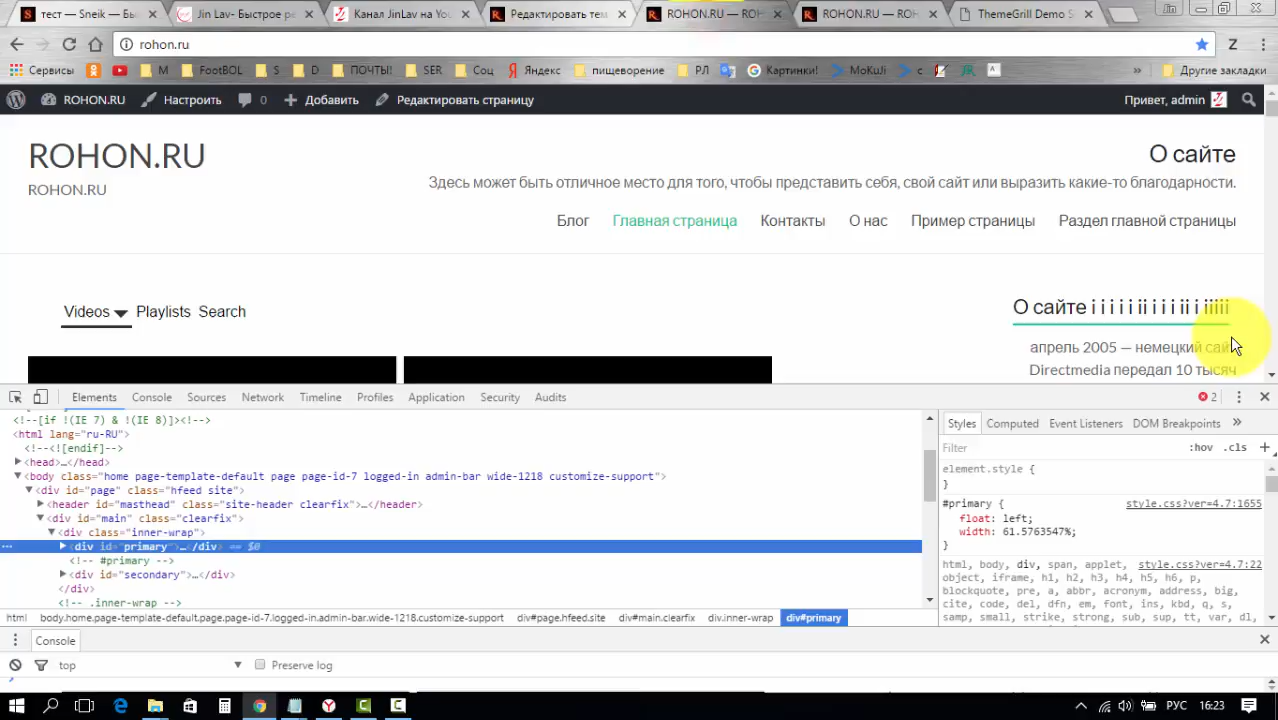 тест — Sneik - Бы
Jin Lav- Быстрое ре
Канал JinLav на You
Редактировать тем
ROHON.RU — ROH
ROHON.RU — ROH
ThemeGrill Demo S
rohon.ru
Z
Сервисы
М
FootBOL
S
D
ПОЧТЫ!
SER
Соц
Яндекс
пищеворение
РЛ
Картинки!
MoKuJi
с
A
»
Другие закладки
ROHON.RU
Настроить
0
Добавить
Редактировать страницу
Привет, admin
ROHON.RU
ROHON.RU
О сайте
Здесь может быть отличное место для того, чтобы представить себя, свой сайт или выразить какие-то благодарности.
Блог
Главная страница
Контакты
О нас
Пример страницы
Раздел главной страницы
Videos
Playlists
Search
О сайте i i i i i ii i i i ii i iiiii
апрель 2005 — немецкий сай
Directmedia передал 10 тысяч
Elements
Console
Sources
Network
Timeline
Profiles
Application
Security
Audits
2
<!--[if !(IE 7) & !(IE 8)]><!-->
<html lang="ru-RU">
<!--<![endif]-->
<head>…</head>
<body class="home page-template-default page page-id-7 logged-in admin-bar wide-1218 customize-support">
<div id="page" class="hfeed site">
<header id="masthead" class="site-header clearfix">…</header>
<div id="main" class="clearfix">
<div class="inner-wrap">
<div id="primary">…</div> == $0
<!-- #primary -->
<div id="secondary">…</div>
</div>
<!-- .inner-wrap -->
html
body.home.page-template-default.page.page-id-7.logged-in.admin-bar.wide-1218.customize-support
div#page.hfeed.site
div#main.clearfix
div.inner-wrap
div#primary
Styles
Computed
Event Listeners
DOM Breakpoints
»
Filter
:hov
.cls
+
element.style {
}
#primary {
style.css?ver=4.7:1655
float: left;
width: 61.5763547%;
}
html, body, div, span, applet,
style.css?ver=4.7:22
object, iframe, h1, h2, h3, h4, h5, h6, p,
blockquote, pre, a, abbr, acronym, address, big,
cite, code, del, dfn, em, font, ins, kbd, q, s,
samp, small, strike, strong, sub, sup, tt, var, dl,
Console
top
Preserve log
РУС
16:23